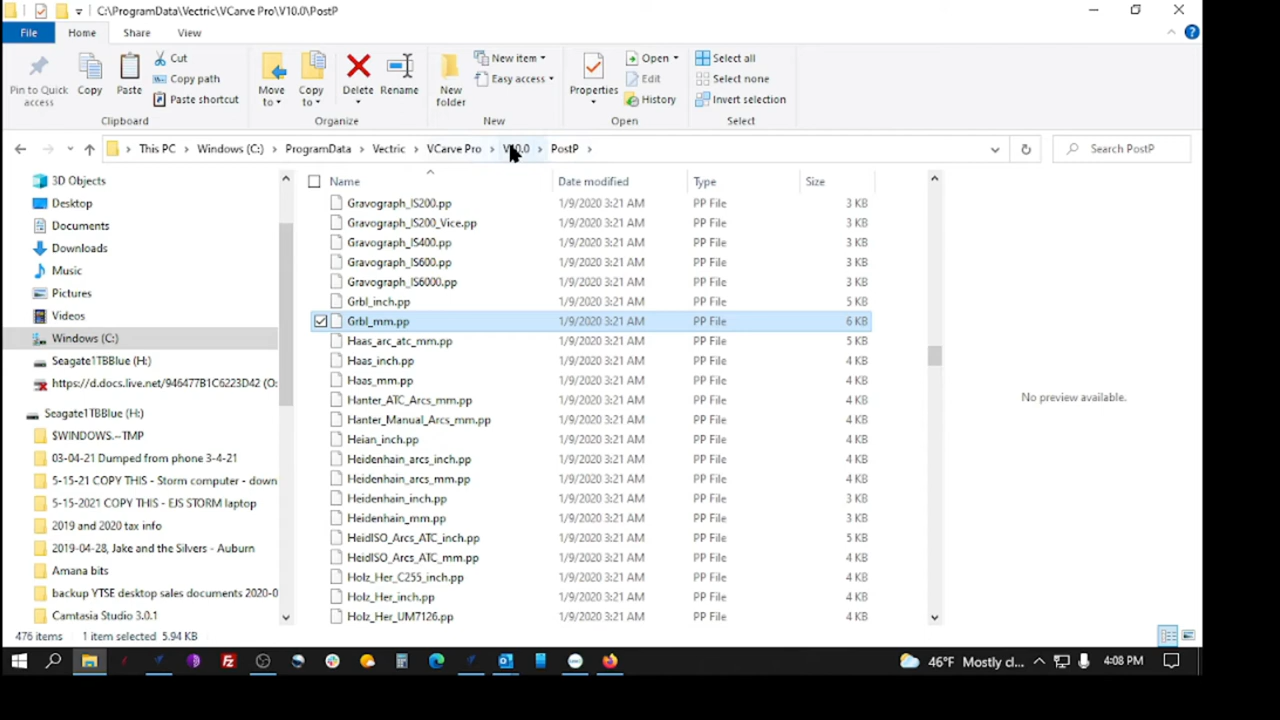 C:\ProgramData\Vectric\VCarve Pro\V10.0\PostP
File Home Share View
Pin to Quick access
Copy
Paste
Cut
Copy path
Paste shortcut
Clipboard
Move to
Copy to
Delete
Rename
Organize
New folder
New item
Easy access
New
Properties
Open
Edit
History
Open
Select all
Select none
Invert selection
Select
This PC > Windows (C:) > ProgramData > Vectric > VCarve Pro > V10.0 > PostP >
Search PostP
3D Objects
Desktop
Documents
Downloads
Music
Pictures
Videos
Windows (C:)
Seagate1TBBlue (H:)
https://d.docs.live.net/946477B1C6223D42 (O:
Seagate1TBBlue (H:)
$WINDOWS.~TMP
03-04-21 Dumped from phone 3-4-21
5-15-21 COPY THIS - Storm computer - down
5-15-2021 COPY THIS - EJS STORM laptop
2019 and 2020 tax info
2019-04-28, Jake and the Silvers - Auburn
Amana bits
backup YTSE desktop sales documents 2020-0
Camtasia Studio 3.0.1
Name Date modified Type Size
Gravograph_IS200.pp 1/9/2020 3:21 AM PP File 3 KB
Gravograph_IS200_Vice.pp 1/9/2020 3:21 AM PP File 3 KB
Gravograph_IS400.pp 1/9/2020 3:21 AM PP File 3 KB
Gravograph_IS600.pp 1/9/2020 3:21 AM PP File 3 KB
Gravograph_IS6000.pp 1/9/2020 3:21 AM PP File 3 KB
Grbl_inch.pp 1/9/2020 3:21 AM PP File 5 KB
Grbl_mm.pp 1/9/2020 3:21 AM PP File 6 KB
Haas_arc_atc_mm.pp 1/9/2020 3:21 AM PP File 5 KB
Haas_inch.pp 1/9/2020 3:21 AM PP File 4 KB
Haas_mm.pp 1/9/2020 3:21 AM PP File 4 KB
Hanter_ATC_Arcs_mm.pp 1/9/2020 3:21 AM PP File 4 KB
Hanter_Manual_Arcs_mm.pp 1/9/2020 3:21 AM PP File 4 KB
Heian_inch.pp 1/9/2020 3:21 AM PP File 4 KB
Heidenhain_arcs_inch.pp 1/9/2020 3:21 AM PP File 4 KB
Heidenhain_arcs_mm.pp 1/9/2020 3:21 AM PP File 4 KB
Heidenhain_inch.pp 1/9/2020 3:21 AM PP File 3 KB
Heidenhain_mm.pp 1/9/2020 3:21 AM PP File 3 KB
HeidISO_Arcs_ATC_inch.pp 1/9/2020 3:21 AM PP File 5 KB
HeidISO_Arcs_ATC_mm.pp 1/9/2020 3:21 AM PP File 4 KB
Holz_Her_C255_inch.pp 1/9/2020 3:21 AM PP File 4 KB
Holz_Her_inch.pp 1/9/2020 3:21 AM PP File 4 KB
Holz_Her_UM7126.pp 1/9/2020 3:21 AM PP File 4 KB
No preview available.
476 items 1 item selected 5.94 KB
46°F Mostly cl... 4:08 PM